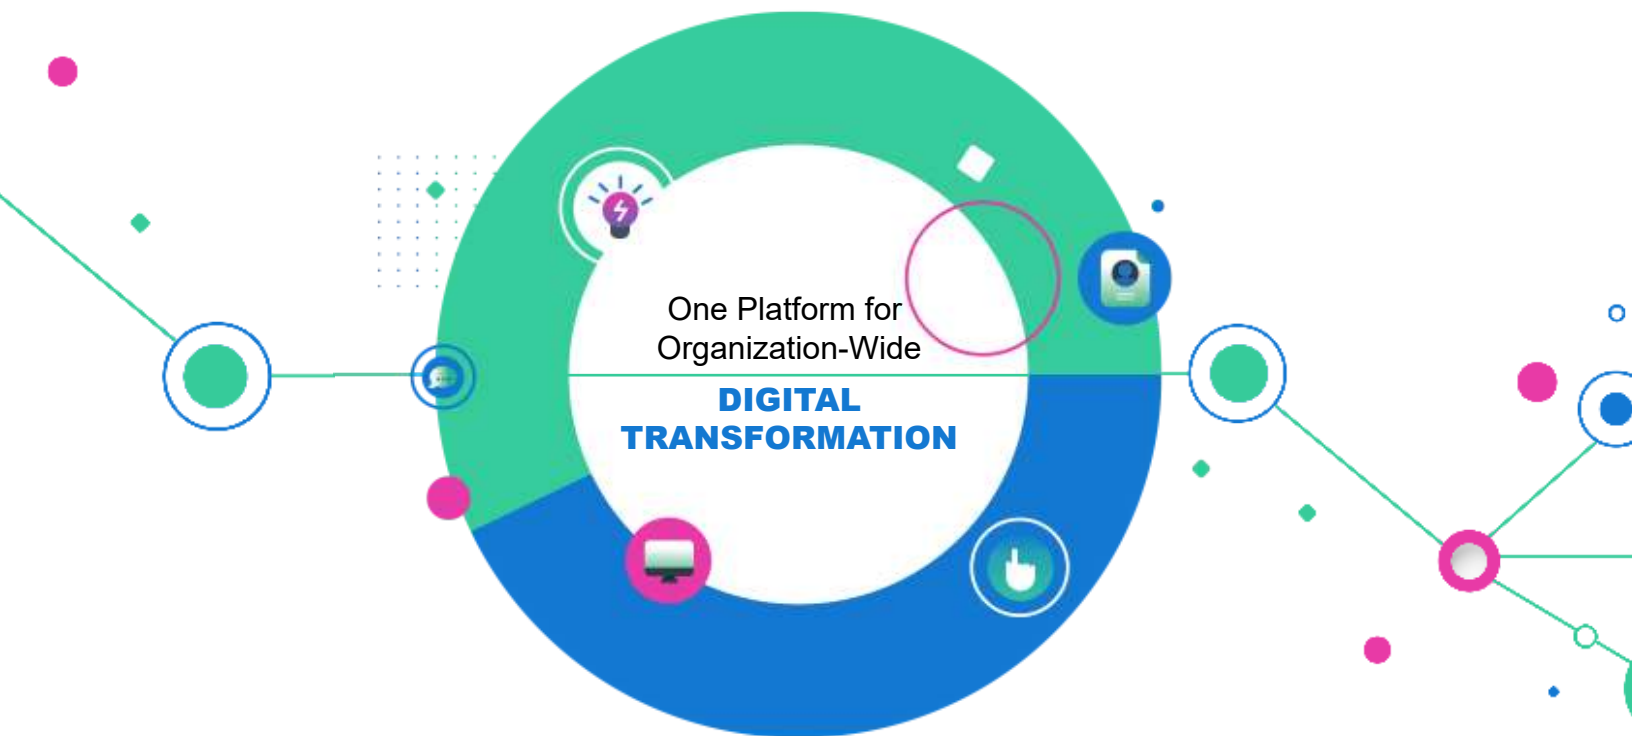 One Platform for
Organization-Wide
DIGITAL
TRANSFORMATION